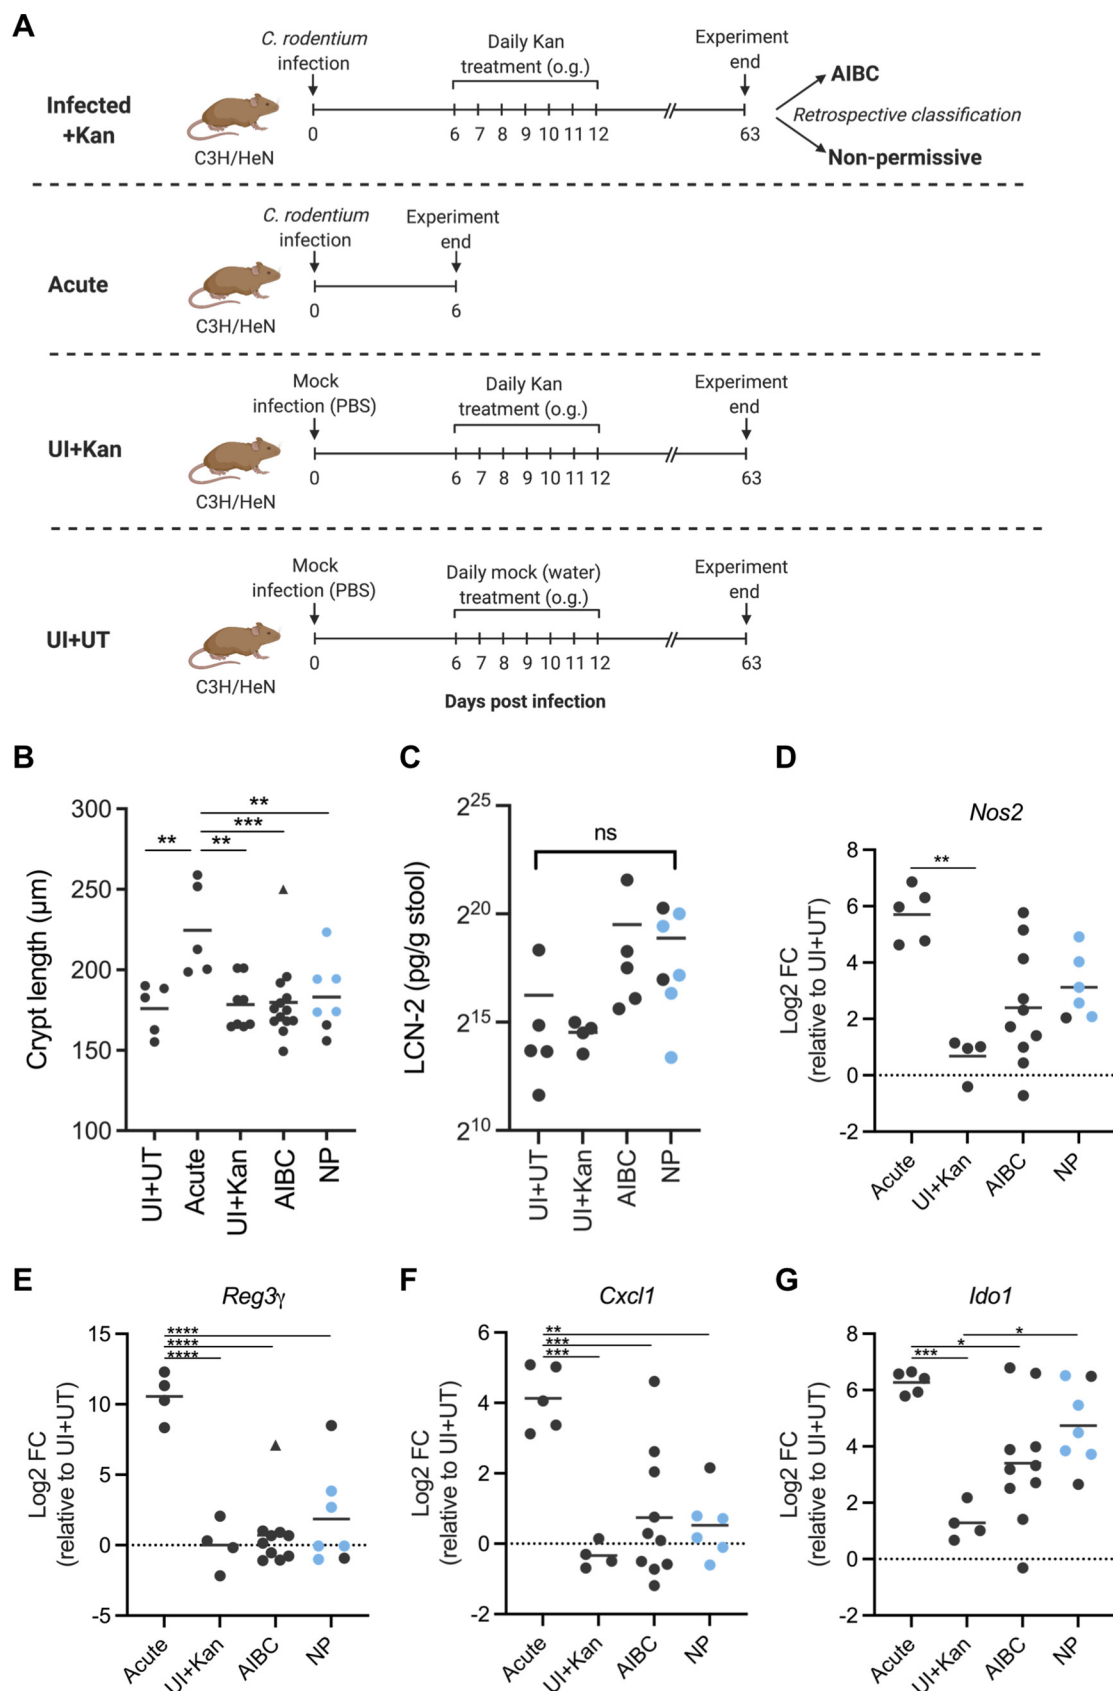 A
C. rodentium
infection
Daily Kan
treatment (o.g.)
Experiment
end
Infected
+Kan
C3H/HeN
0
6 7 8 9 10 11 12
63
AIBC
Retrospective classification
Non-permissive
C. rodentium
infection
Experiment
end
Acute
C3H/HeN
0
6
Mock
infection (PBS)
Daily Kan
treatment (o.g.)
Experiment
end
UI+Kan
C3H/HeN
0
6 7 8 9 10 11 12
63
Mock
infection (PBS)
Daily mock (water)
treatment (o.g.)
Experiment
end
UI+UT
C3H/HeN
0
6 7 8 9 10 11 12
63
Days post infection
B
Crypt length (µm)
300
250
200
150
100
**
***
** **
UI+UT
Acute
UI+Kan
AIBC
NP
C
LCN-2 (pg/g stool)
2^25
2^20
2^15
2^10
ns
UI+UT
UI+Kan
AIBC
NP
D
Nos2
Log2 FC
(relative to UI+UT)
8
6
4
2
0
-2
**
Acute
UI+Kan
AIBC
NP
E
Reg3γ
Log2 FC
(relative to UI+UT)
15
10
5
0
-5
****
****
****
Acute
UI+Kan
AIBC
NP
F
Cxcl1
Log2 FC
(relative to UI+UT)
6
4
2
0
-2
**
***
***
Acute
UI+Kan
AIBC
NP
G
Ido1
Log2 FC
(relative to UI+UT)
8
6
4
2
0
-2
*
*
***
Acute
UI+Kan
AIBC
NP